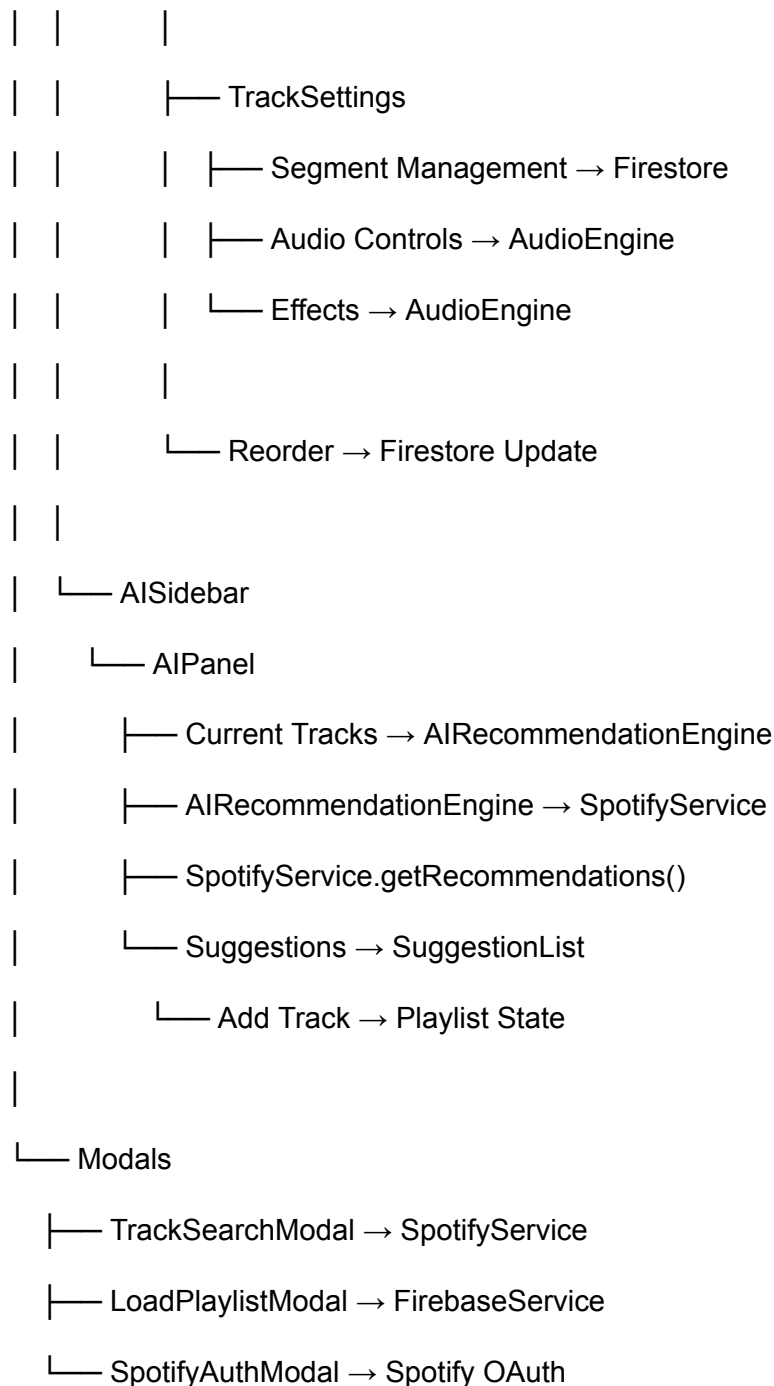 │ │ │
│ │ ├── TrackSettings
│ │ │ ├── Segment Management → Firestore
│ │ │ ├── Audio Controls → AudioEngine
│ │ │ └── Effects → AudioEngine
│ │ │
│ │ └── Reorder → Firestore Update
│ │
│ └── AISidebar
│ └── AIPanel
│ ├── Current Tracks → AIRecommendationEngine
│ ├── AIRecommendationEngine → SpotifyService
│ ├── SpotifyService.getRecommendations()
│ └── Suggestions → SuggestionList
│ └── Add Track → Playlist State
│
└── Modals
├── TrackSearchModal → SpotifyService
├── LoadPlaylistModal → FirebaseService
└── SpotifyAuthModal → Spotify OAuth